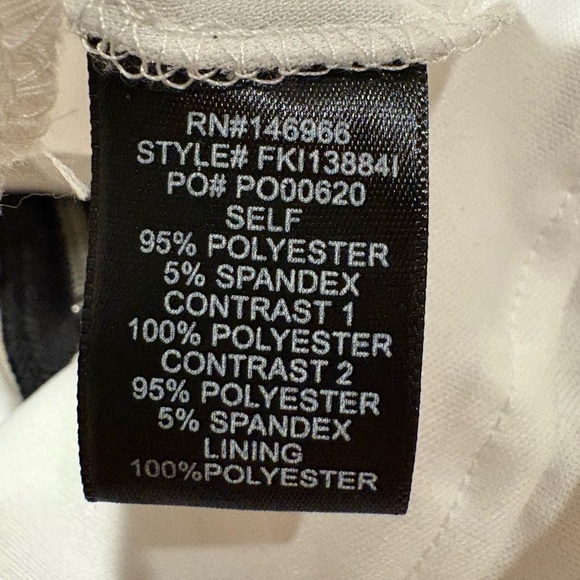 RN#146966
STYLE# FKI13884I
PO# PO00620
SELF
95% POLYESTER
5% SPANDEX
CONTRAST 1
100% POLYESTER
CONTRAST 2
95% POLYESTER
5% SPANDEX
LINING
100%POLYESTER